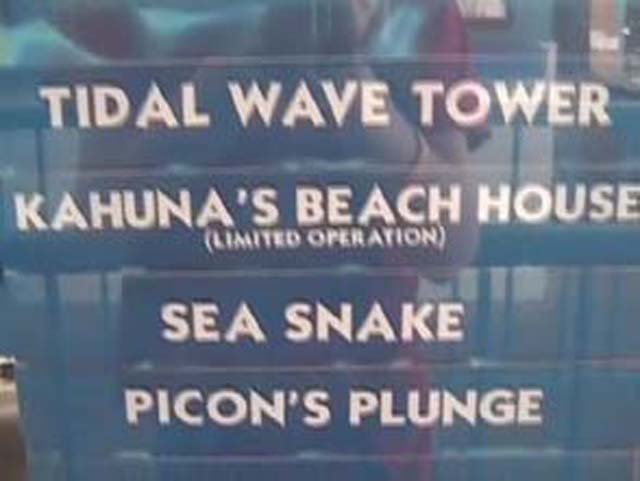 TIDAL WAVE TOWER
KAHUNA'S BEACH HOUSE
(LIMITED OPERATION)
SEA SNAKE
PICON'S PLUNGE